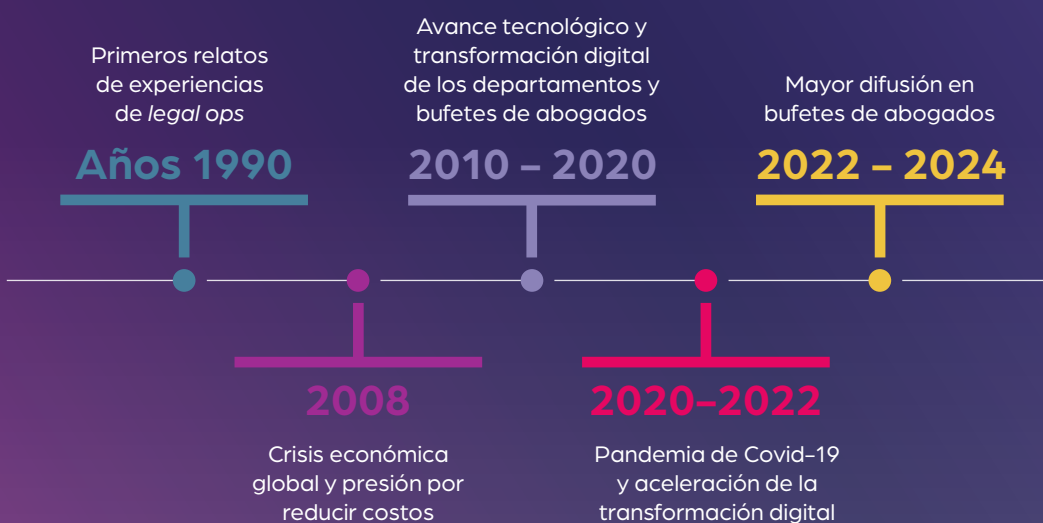 Primeros relatos
de experiencias
de legal ops
Años 1990
2008
Crisis económica
global y presión por
reducir costos
Avance tecnológico y
transformación digital
de los departamentos y
bufetes de abogados
2010 – 2020
2020–2022
Pandemia de Covid-19
y aceleración de la
transformación digital
Mayor difusión en
bufetes de abogados
2022 – 2024